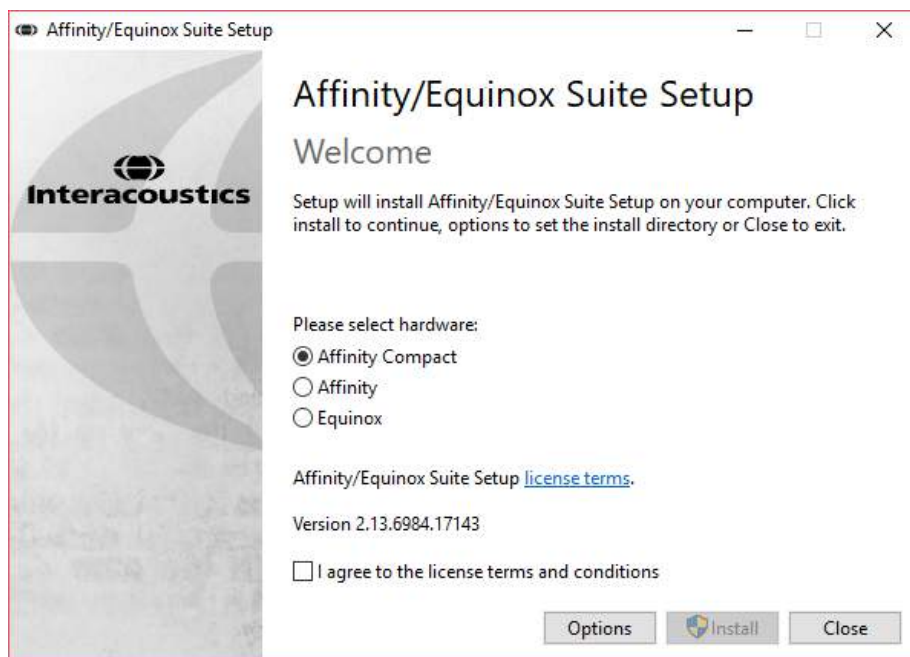 Affinity/Equinox Suite Setup
Interacoustics
Affinity/Equinox Suite Setup
Welcome
Setup will install Affinity/Equinox Suite Setup on your computer. Click
install to continue, options to set the install directory or Close to exit.
Please select hardware:
Affinity Compact
Affinity
Equinox
Affinity/Equinox Suite Setup license terms.
Version 2.13.6984.17143
I agree to the license terms and conditions
Options Install Close